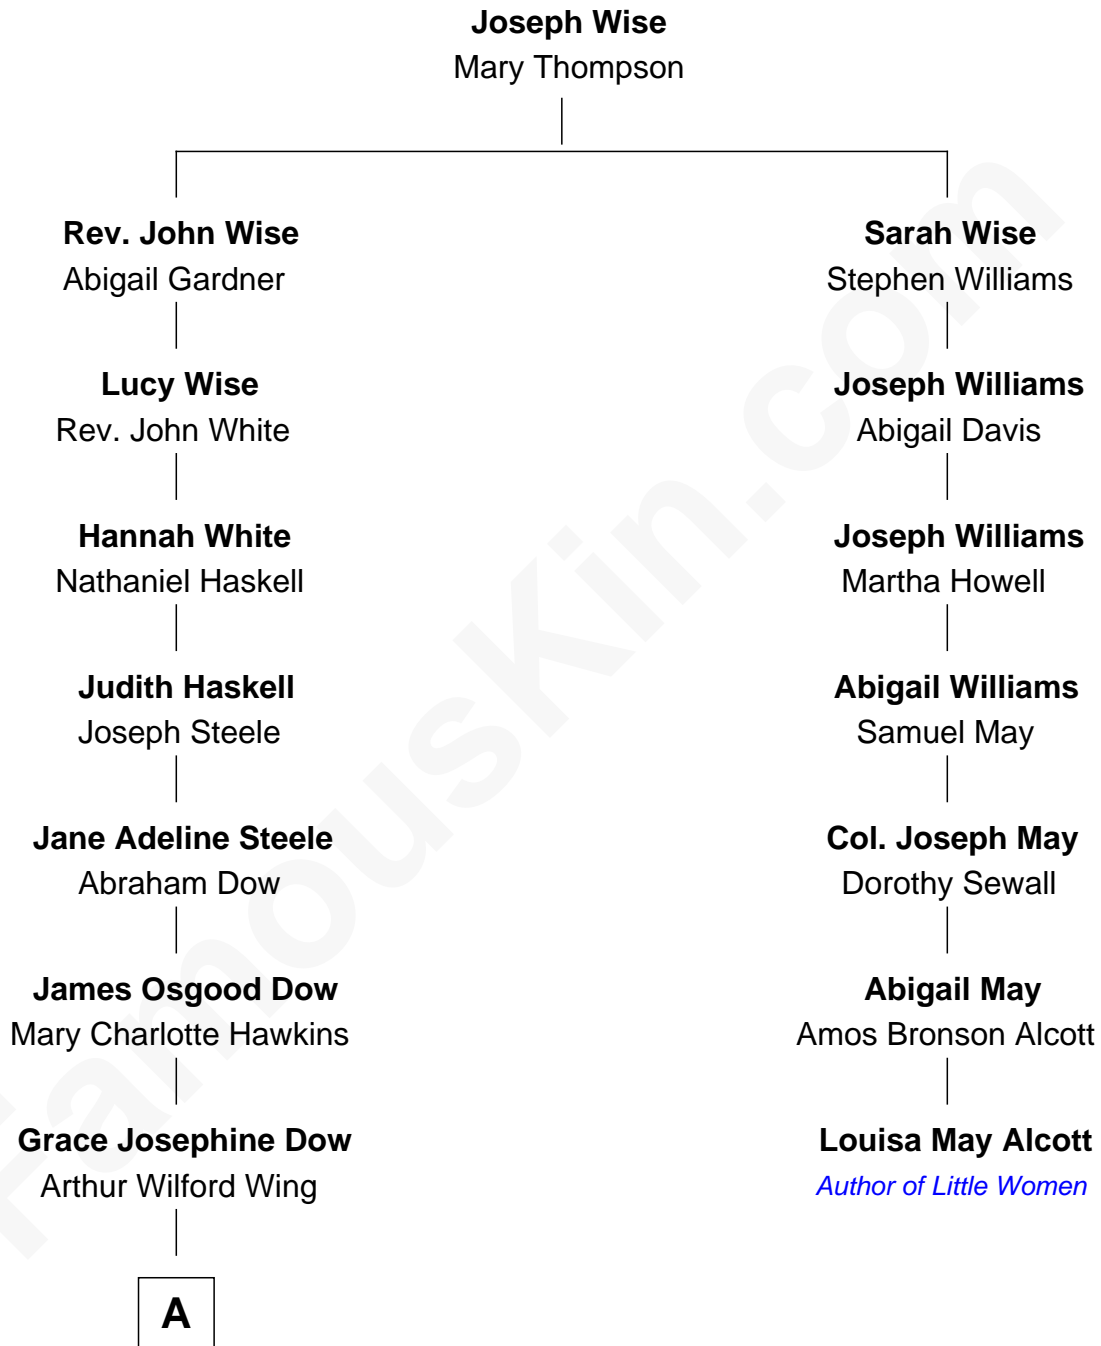 Joseph Wise
Mary Thompson
Rev. John Wise
Abigail Gardner
Sarah Wise
Stephen Williams
Lucy Wise
Rev. John White
Joseph Williams
Abigail Davis
Hannah White
Nathaniel Haskell
Joseph Williams
Martha Howell
Judith Haskell
Joseph Steele
Abigail Williams
Samuel May
Jane Adeline Steele
Abraham Dow
Col. Joseph May
Dorothy Sewall
James Osgood Dow
Mary Charlotte Hawkins
Abigail May
Amos Bronson Alcott
Grace Josephine Dow
Arthur Wilford Wing
Louisa May Alcott
Author of Little Women
A
FamousKin.com